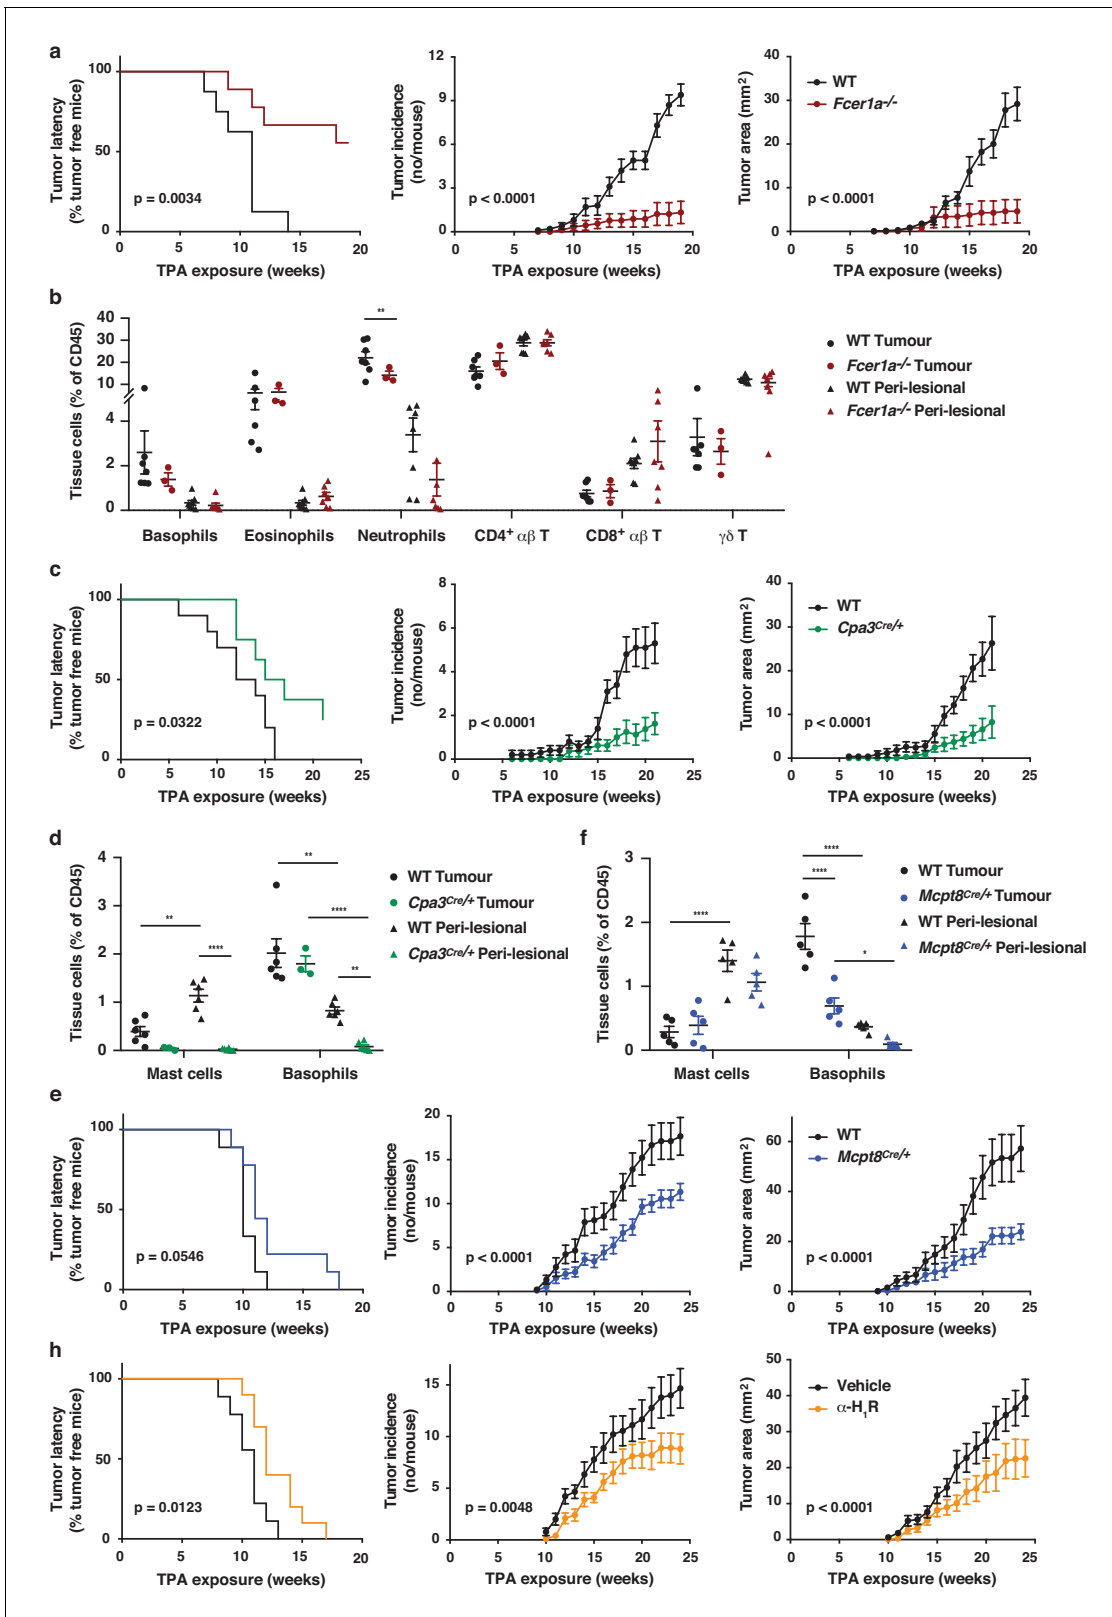 a
Tumor latency
(% tumor free mice)
100
50
0
p = 0.0034
0 5 10 15 20
TPA exposure (weeks)
Tumor incidence
(no/mouse)
12
9
6
3
0
p < 0.0001
0 5 10 15 20
TPA exposure (weeks)
Tumor area (mm²)
40
30
20
10
0
WT
Fcer1a-/-
p < 0.0001
0 5 10 15 20
TPA exposure (weeks)
b
Tissue cells (% of CD45)
40
30
20
10
4
2
0
**
Basophils Eosinophils Neutrophils CD4⁺ αβ T CD8⁺ αβ T γδ T
WT Tumour
Fcer1a-/- Tumour
WT Peri-lesional
Fcer1a-/- Peri-lesional
c
Tumor latency
(% tumor free mice)
100
50
0
p = 0.0322
0 5 10 15 20 25
TPA exposure (weeks)
Tumor incidence
(no/mouse)
8
6
4
2
0
p < 0.0001
0 5 10 15 20 25
TPA exposure (weeks)
Tumor area (mm²)
40
30
20
10
0
WT
Cpa3Cre/+
p < 0.0001
0 5 10 15 20 25
TPA exposure (weeks)
d
Tissue cells (% of CD45)
4
3
2
1
0
** **** ** **** **
Mast cells Basophils
WT Tumour
Cpa3Cre/+ Tumour
WT Peri-lesional
Cpa3Cre/+ Peri-lesional
f
Tissue cells (% of CD45)
3
2
1
0
**** **** **** *
Mast cells Basophils
WT Tumour
Mcpt8Cre/+ Tumour
WT Peri-lesional
Mcpt8Cre/+ Peri-lesional
e
Tumor latency
(% tumor free mice)
100
50
0
p = 0.0546
0 5 10 15 20
TPA exposure (weeks)
Tumor incidence
(no/mouse)
20
15
10
5
0
p < 0.0001
0 5 10 15 20 25
TPA exposure (weeks)
Tumor area (mm²)
60
40
20
0
WT
Mcpt8Cre/+
p < 0.0001
0 5 10 15 20 25
TPA exposure (weeks)
h
Tumor latency
(% tumor free mice)
100
50
0
p = 0.0123
0 5 10 15 20
TPA exposure (weeks)
Tumor incidence
(no/mouse)
15
10
5
0
p = 0.0048
0 5 10 15 20 25
TPA exposure (weeks)
Tumor area (mm²)
50
40
30
20
10
0
Vehicle
α-H₁R
p < 0.0001
0 5 10 15 20 25
TPA exposure (weeks)